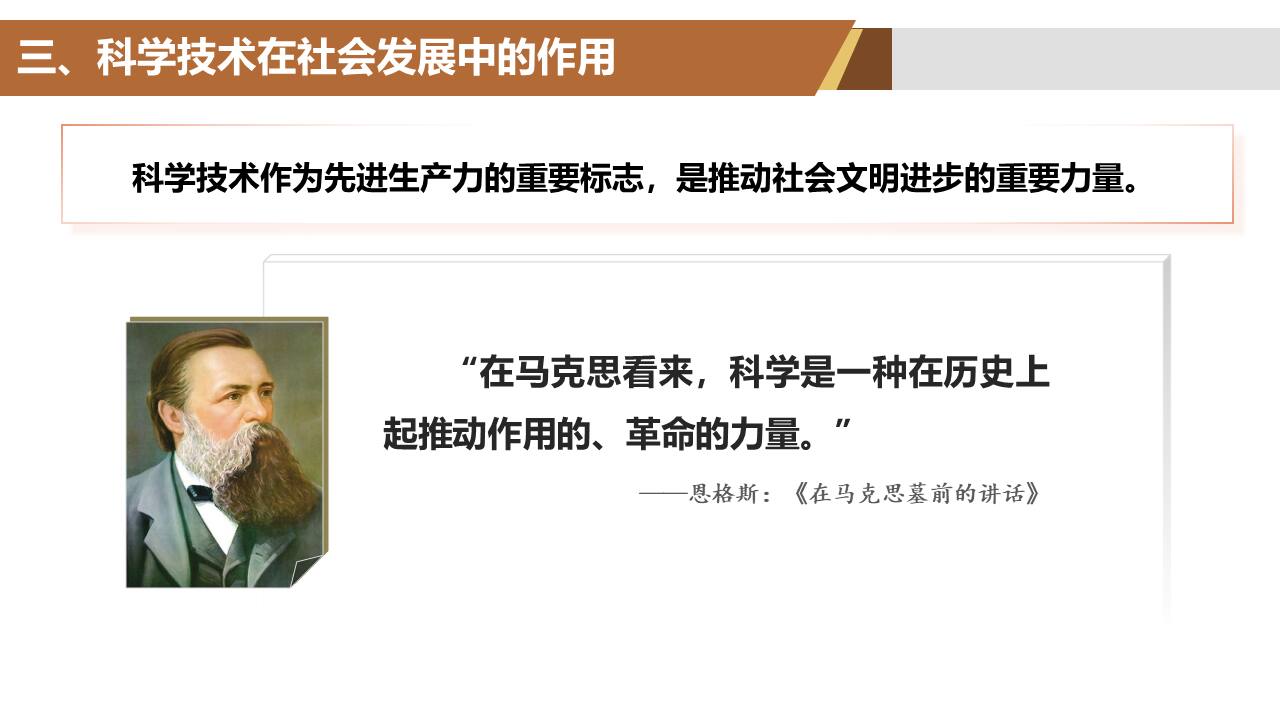 三、科学技术在社会发展中的作用
科学技术作为先进生产力的重要标志，是推动社会文明进步的重要力量。
“在马克思看来，科学是一种在历史上
起推动作用的、革命的力量。”
——恩格斯：《在马克思墓前的讲话》